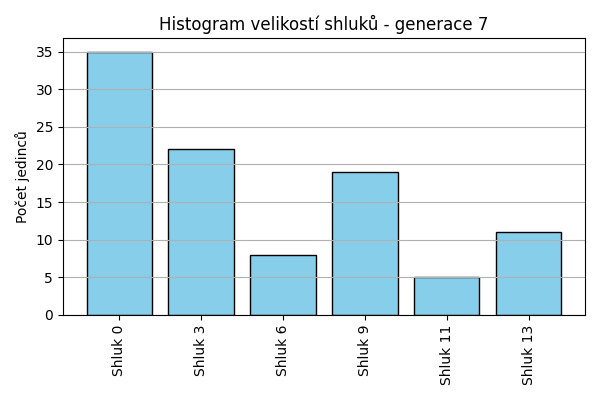 Histogram velikostí shluků - generace 7
Počet jedinců
35
30
25
20
15
10
5
0
Shluk 0
Shluk 3
Shluk 6
Shluk 9
Shluk 11
Shluk 13